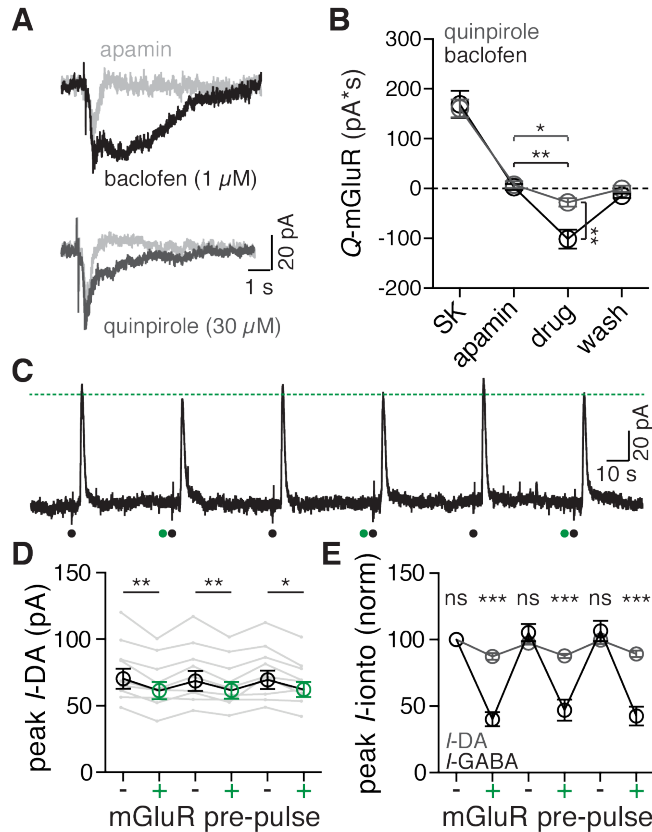 A
apamin
baclofen (1 µM)
20 pA
1 s
quinpirole (30 µM)
B
quinpirole
baclofen
Q-mGluR (pA*s)
300
200
100
0
-100
-200
*
**
**
SK
apamin
drug
wash
C
20 pA
10 s
D
peak I-DA (pA)
150
100
50
0
** ** *
- + - + - +
mGluR pre-pulse
E
peak I-ionto (norm)
150
100
50
0
ns *** ns *** ns ***
I-DA
I-GABA
- + - + - +
mGluR pre-pulse